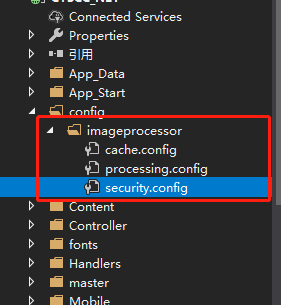 Connected Services
Properties
引用
App_Data
App_Start
config
imageprocessor
cache.config
processing.config
security.config
Content
Controller
fonts
Handlers
master
Mobile